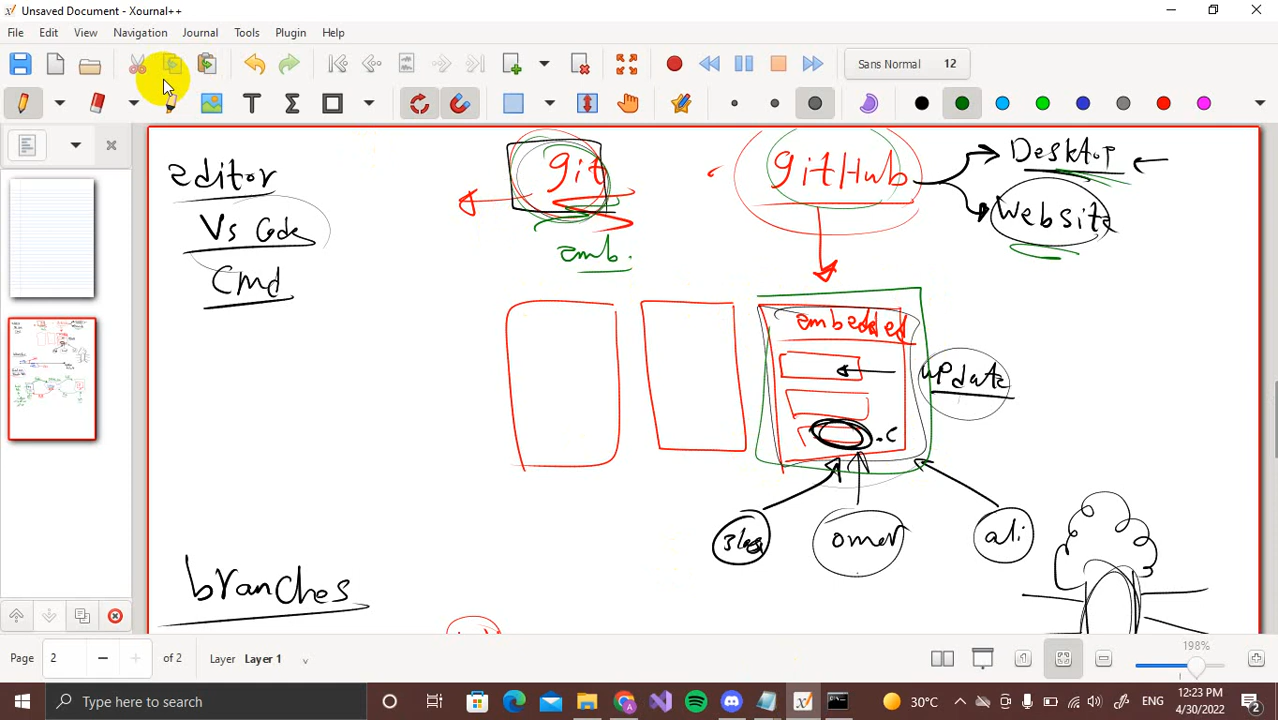 Unsaved Document - Xournal++
File Edit View Navigation Journal Tools Plugin Help
Sans Normal 12
editor
Vs Code
Cmd
git
emb.
gitHub
Desktop
Website
embedded
update
.c
omer
ali
branches
Page 2 of 2 Layer Layer 1
198%
Type here to search
30°C
ENG
12:23 PM
4/30/2022
2